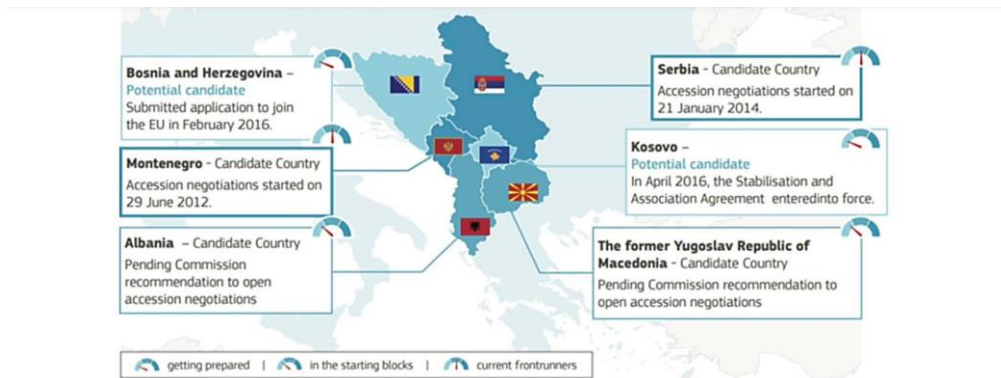 Bosnia and Herzegovina –
Potential candidate
Submitted application to join
the EU in February 2016.
Montenegro - Candidate Country
Accession negotiations started on
29 June 2012.
Albania – Candidate Country
Pending Commission
recommendation to open
accession negotiations
Serbia - Candidate Country
Accession negotiations started on
21 January 2014.
Kosovo –
Potential candidate
In April 2016, the Stabilisation and
Association Agreement enteredinto force.
The former Yugoslav Republic of
Macedonia - Candidate Country
Pending Commission recommendation to
open accession negotiations
getting prepared | in the starting blocks | current frontrunners